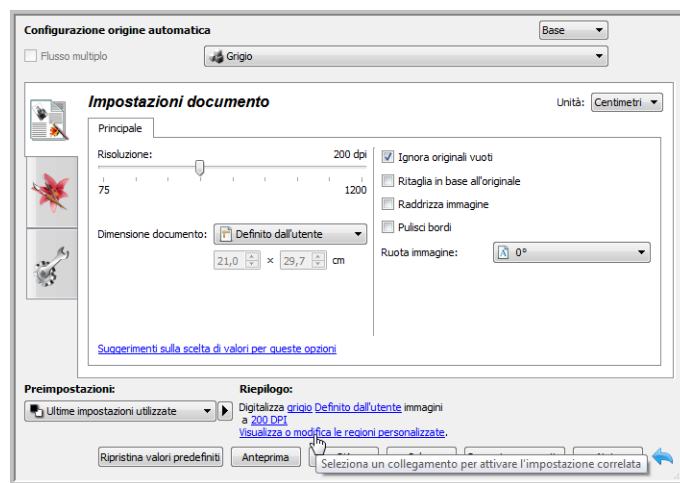 Configurazione origine automatica
Base
Flusso multiplo
Grigio
Impostazioni documento
Unità: Centimetri
Principale
Risoluzione: 200 dpi
75 1200
Dimensione documento: Definito dall'utente
21,0 × 29,7 cm
Ignora originali vuoti
Ritaglia in base all'originale
Raddrizza immagine
Pulisci bordi
Ruota immagine: 0°
Suggerimenti sulla scelta di valori per queste opzioni
Preimpostazioni:
Ultime impostazioni utilizzate
Riepilogo:
Digitalizza grigio Definito dall'utente immagini
a 200 DPI
Visualizza o modifica le regioni personalizzate.
Ripristina valori predefiniti
Anteprima
Seleziona un collegamento per attivare l'impostazione correlata